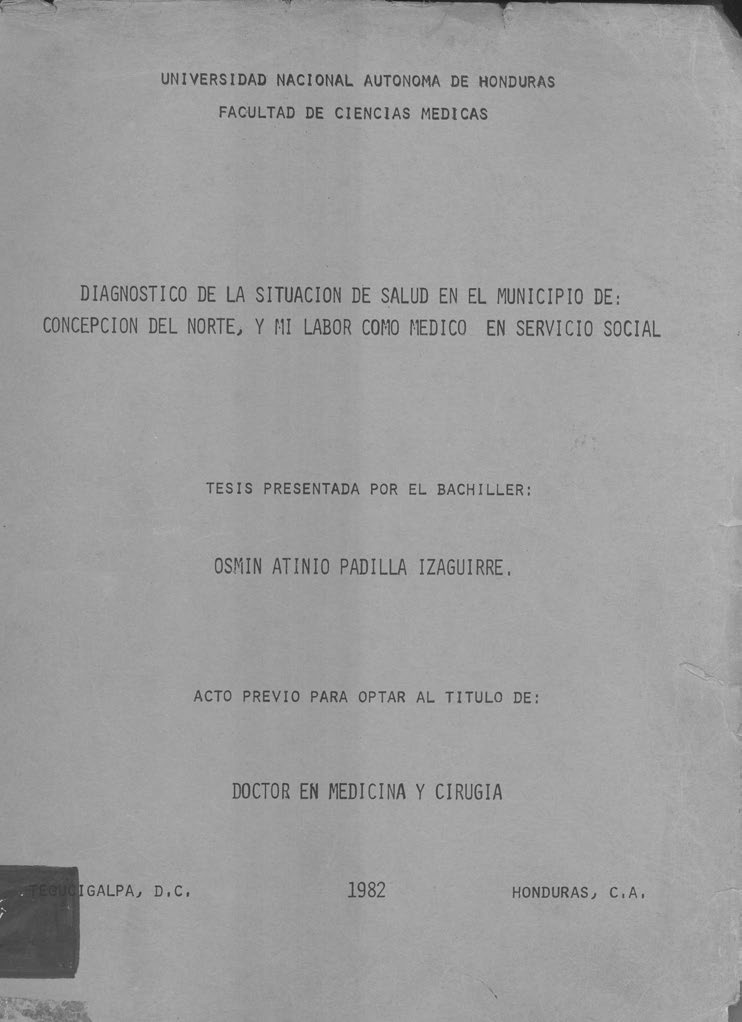 UNIVERSIDAD NACIONAL AUTONOMA DE HONDURAS
FACULTAD DE CIENCIAS MEDICAS
DIAGNOSTICO DE LA SITUACION DE SALUD EN EL MUNICIPIO DE:
CONCEPCION DEL NORTE, Y MI LABOR COMO MEDICO EN SERVICIO SOCIAL
TESIS PRESENTADA POR EL BACHILLER:
OSMIN ATINIO PADILLA IZAGUIRRE.
ACTO PREVIO PARA OPTAR AL TITULO DE:
DOCTOR EN MEDICINA Y CIRUGIA
TEGUCIGALPA, D.C. 1982 HONDURAS, C.A.